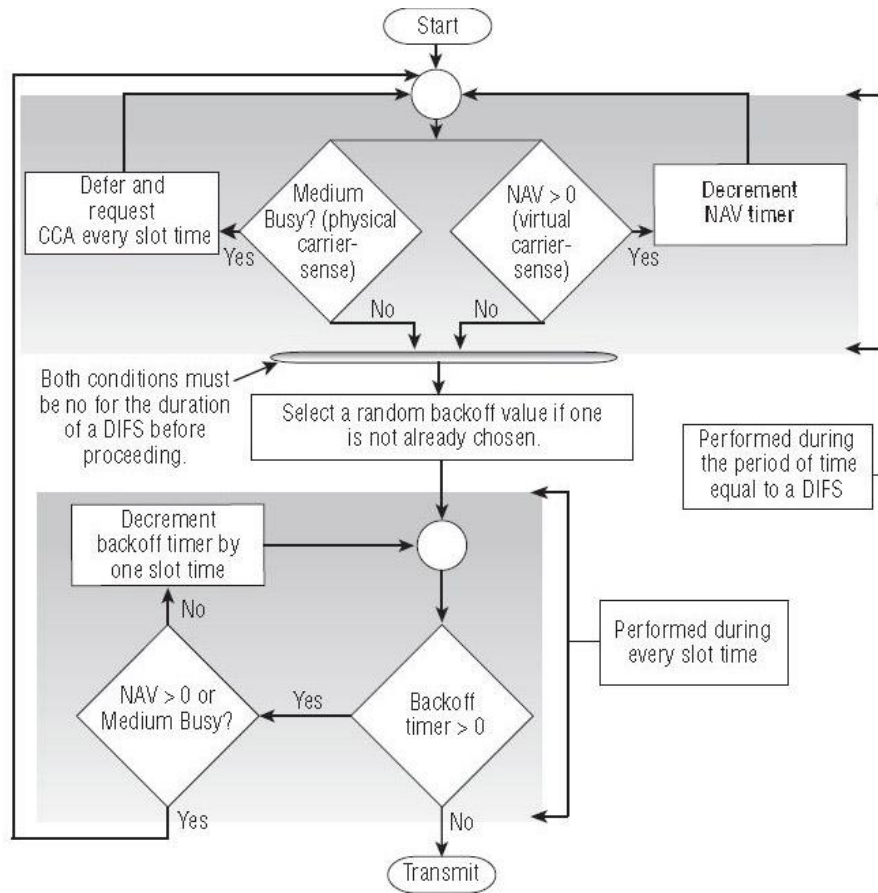 Start
Defer and
request
CCA every slot time
Yes
Medium
Busy? (physical
carrier-
sense)
No
NAV > 0
(virtual
carrier-
sense)
No
Yes
Decrement
NAV timer
Both conditions must
be no for the duration
of a DIFS before
proceeding.
Select a random backoff value if one
is not already chosen.
Performed during
the period of time
equal to a DIFS
Decrement
backoff timer by
one slot time
No
NAV > 0 or
Medium Busy?
Yes
Yes
Backoff
timer > 0
No
Performed during
every slot time
Transmit